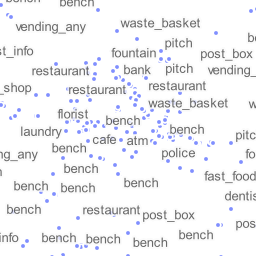 bench
bench
vending_any
waste_basket
pitch
st_info
fountain
post_box
restaurant
bank
pitch
vending_
_shop
restaurant
restaurant
waste_basket
florist
bench
laundry
bench
cafe
atm
pitc
ng_any
bench
police
fo
bench
fast_food
bench
bench
bench
dentis
bench
restaurant
post_box
pos
info
bench
bench
bench
bench